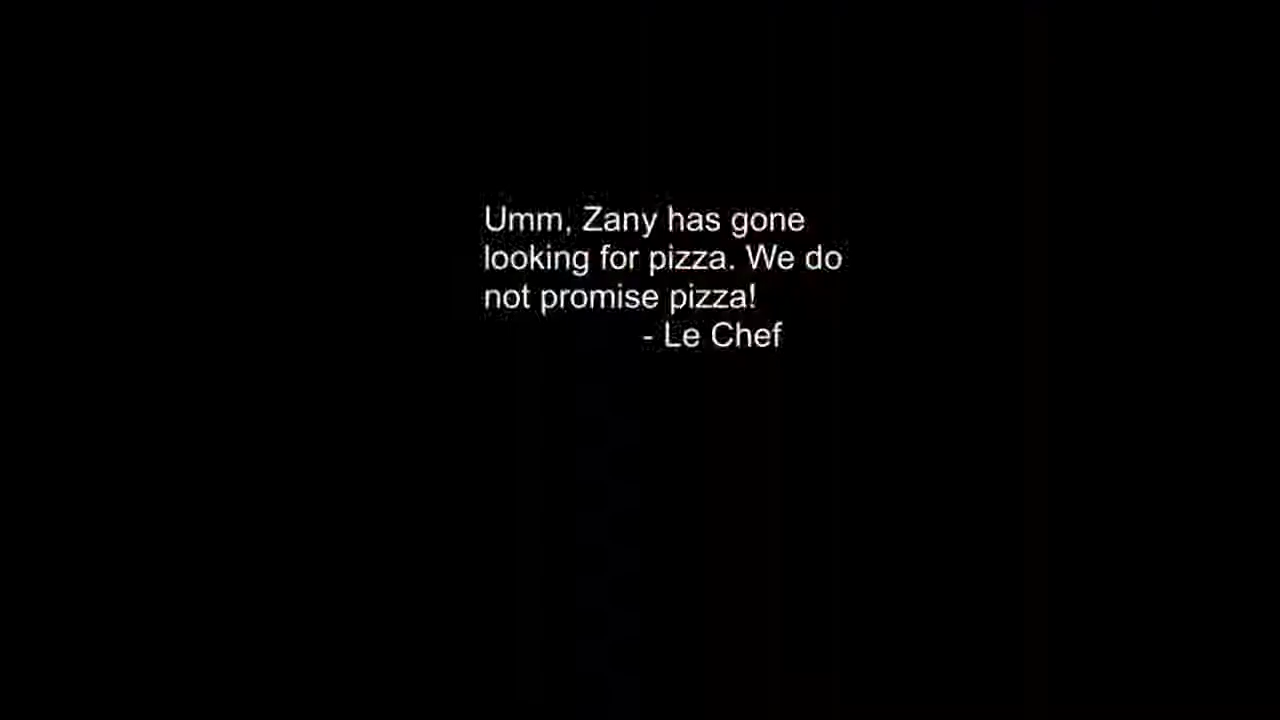 Umm, Zany has gone
looking for pizza. We do
not promise pizza!
- Le Chef